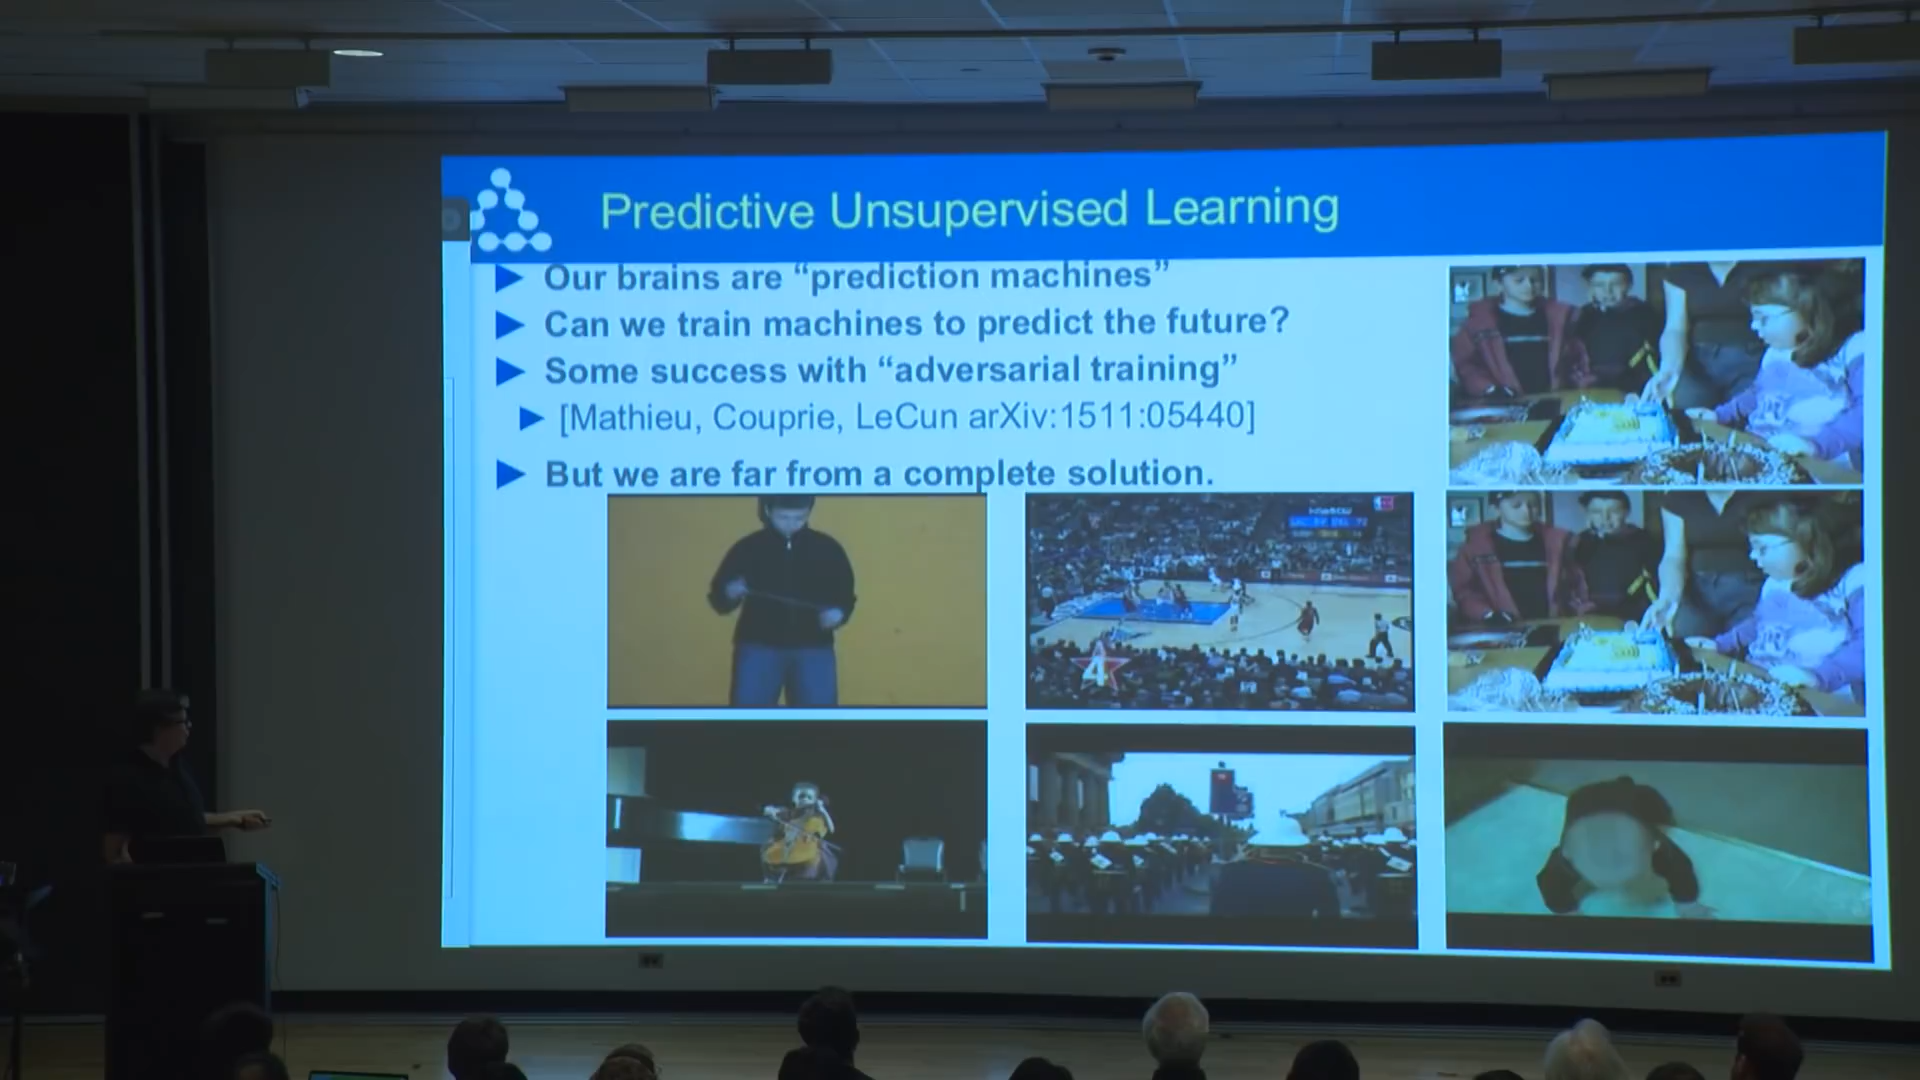 Predictive Unsupervised Learning
Our brains are “prediction machines”
Can we train machines to predict the future?
Some success with “adversarial training”
[Mathieu, Couprie, LeCun arXiv:1511:05440]
But we are far from a complete solution.
4